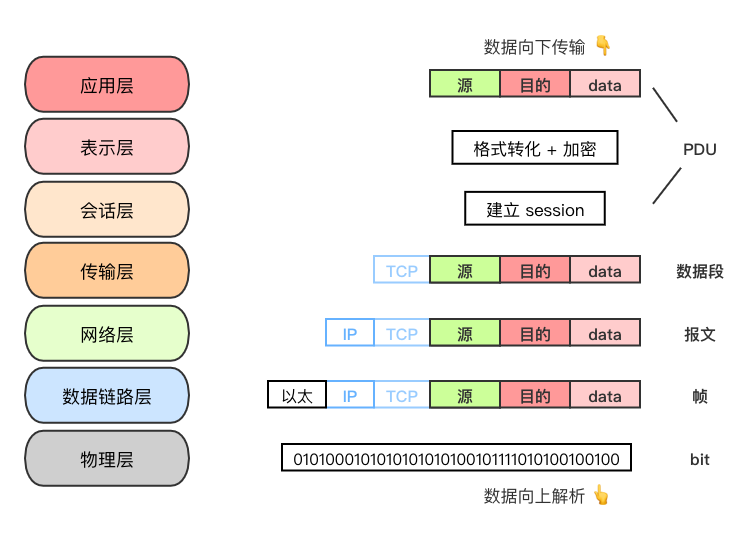 数据向下传输 👇
应用层 源 目的 data
表示层 格式转化 + 加密 PDU
会话层 建立 session
传输层 TCP 源 目的 data 数据段
网络层 IP TCP 源 目的 data 报文
数据链路层 以太 IP TCP 源 目的 data 帧
物理层 0101000101010101010100101111010100100100 bit
数据向上解析 👆